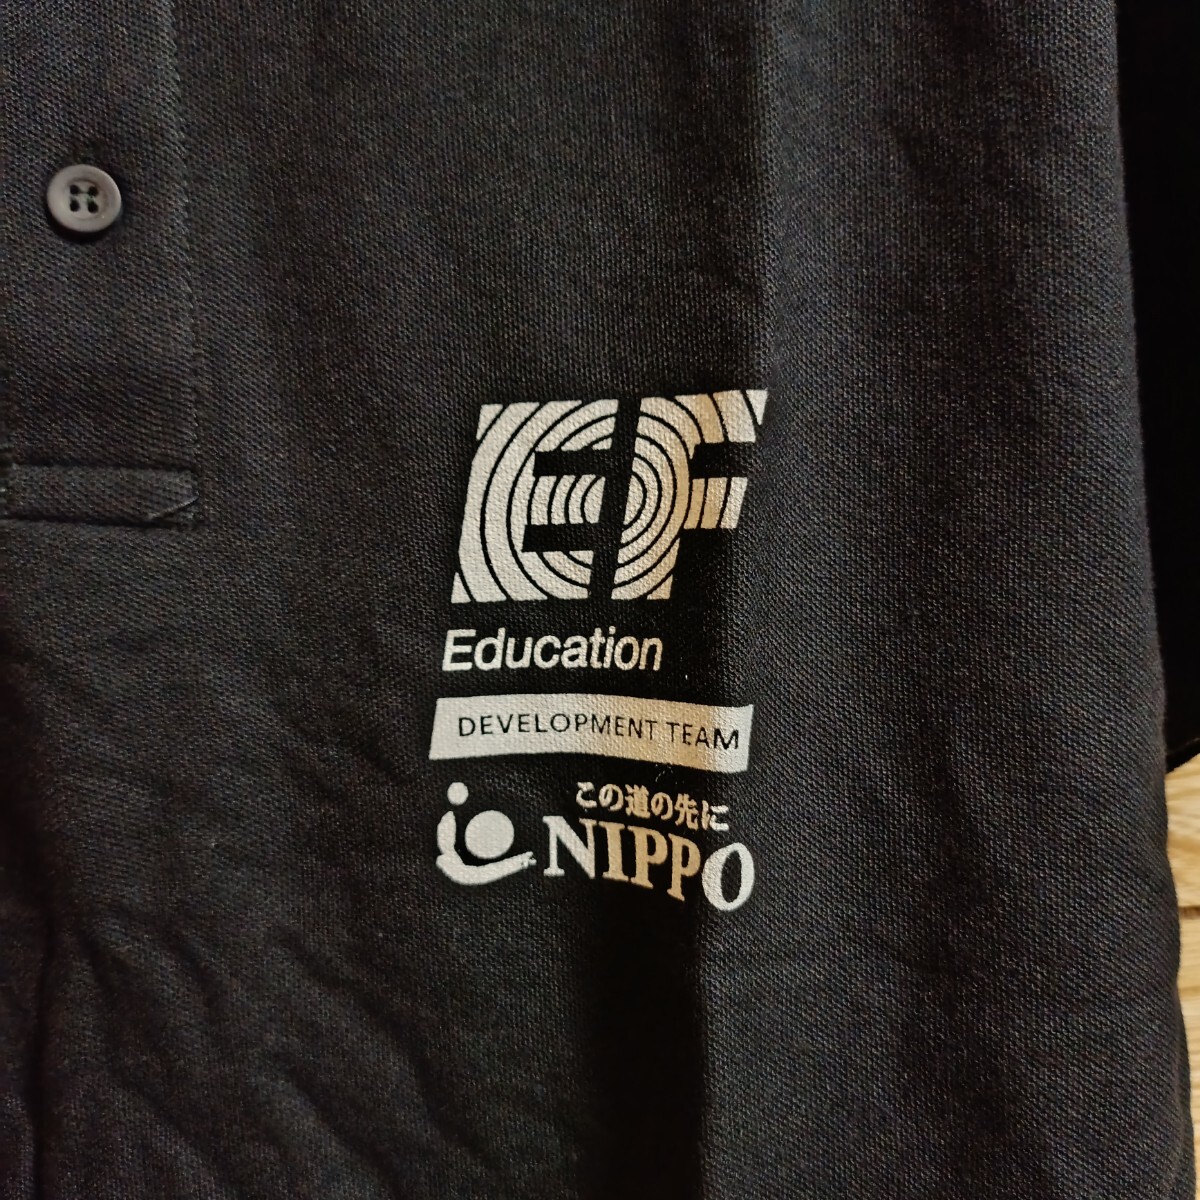 EF
Education
DEVELOPMENT TEAM
この道の先に
NIPPO